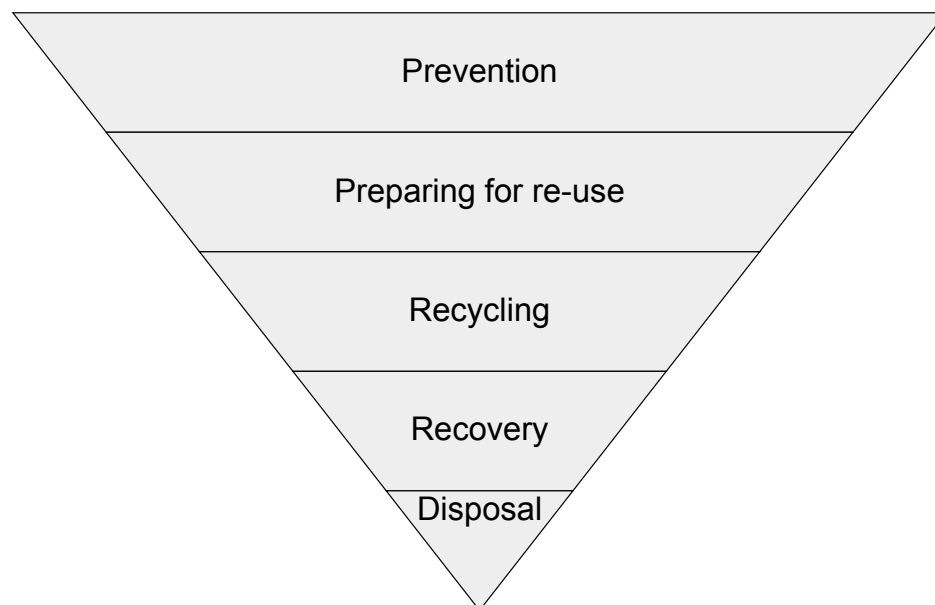 Prevention
Preparing for re-use
Recycling
Recovery
Disposal